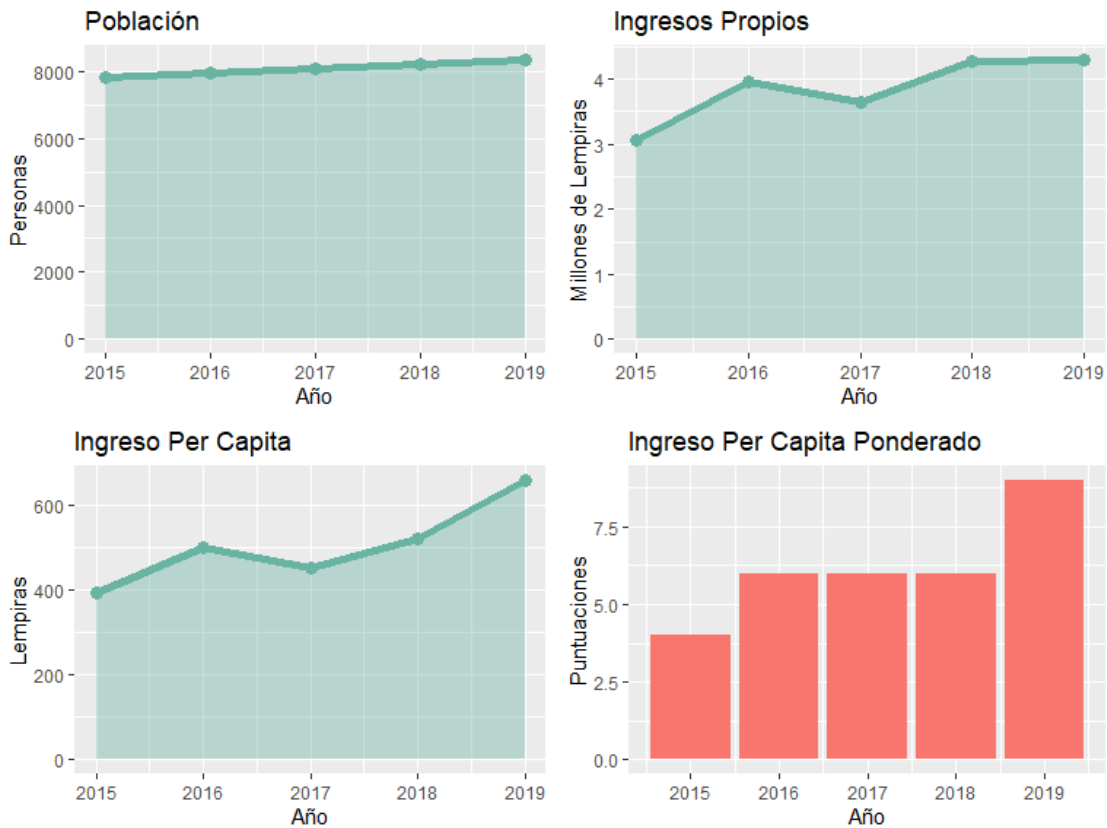 Población
Personas
8000
6000
4000
2000
0
2015 2016 2017 2018 2019
Año
Ingresos Propios
Millones de Lempiras
4
3
2
1
0
2015 2016 2017 2018 2019
Año
Ingreso Per Capita
Lempiras
600
400
200
0
2015 2016 2017 2018 2019
Año
Ingreso Per Capita Ponderado
Puntuaciones
7.5
5.0
2.5
0.0
2015 2016 2017 2018 2019
Año